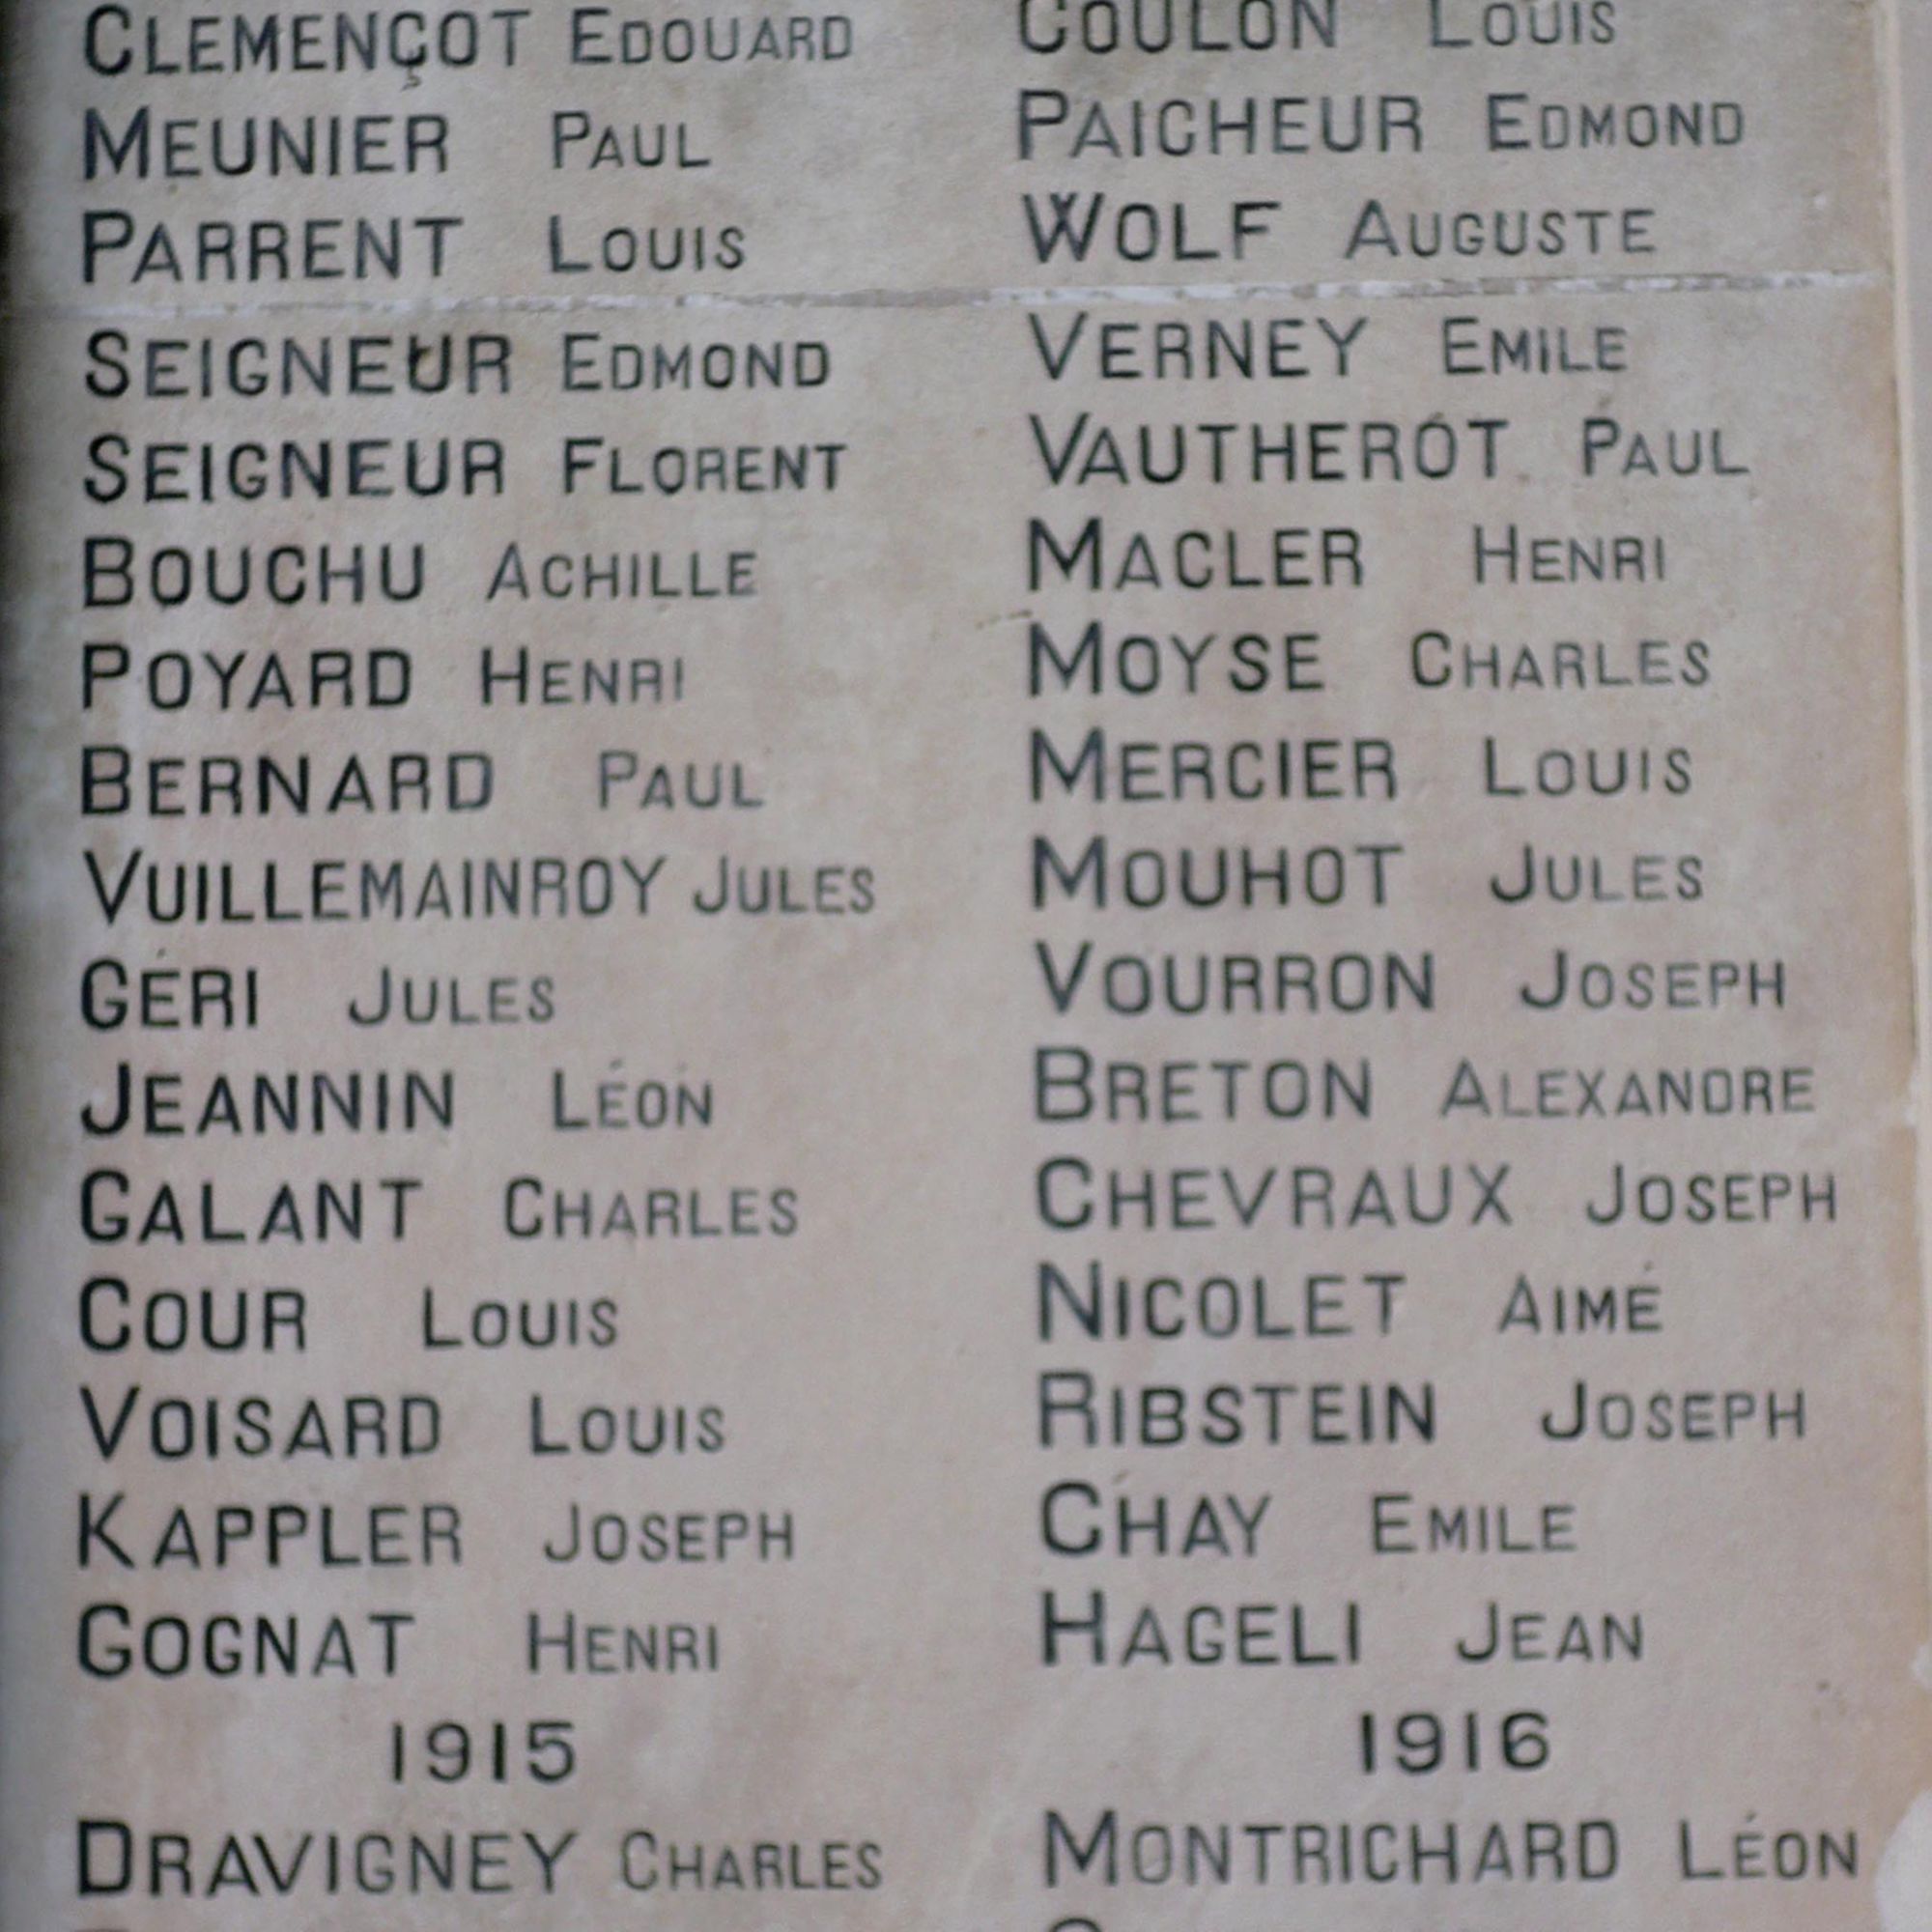 CLEMENÇOT EDOUARD
MEUNIER PAUL
PARRENT LOUIS
SEIGNEUR EDMOND
SEIGNEUR FLORENT
BOUCHU ACHILLE
POYARD HENRI
BERNARD PAUL
VUILLEMAINROY JULES
GÉRI JULES
JEANNIN LÉON
GALANT CHARLES
COUR LOUIS
VOISARD LOUIS
KAPPLER JOSEPH
GOGNAT HENRI
1915
DRAVIGNEY CHARLES
COULON LOUIS
PAICHEUR EDMOND
WOLF AUGUSTE
VERNEY EMILE
VAUTHEROT PAUL
MACLER HENRI
MOYSE CHARLES
MERCIER LOUIS
MOUHOT JULES
VOURRON JOSEPH
BRETON ALEXANDRE
CHEVRAUX JOSEPH
NICOLET AIMÉ
RIBSTEIN JOSEPH
CHAY EMILE
HAGELI JEAN
1916
MONTRICHARD LÉON